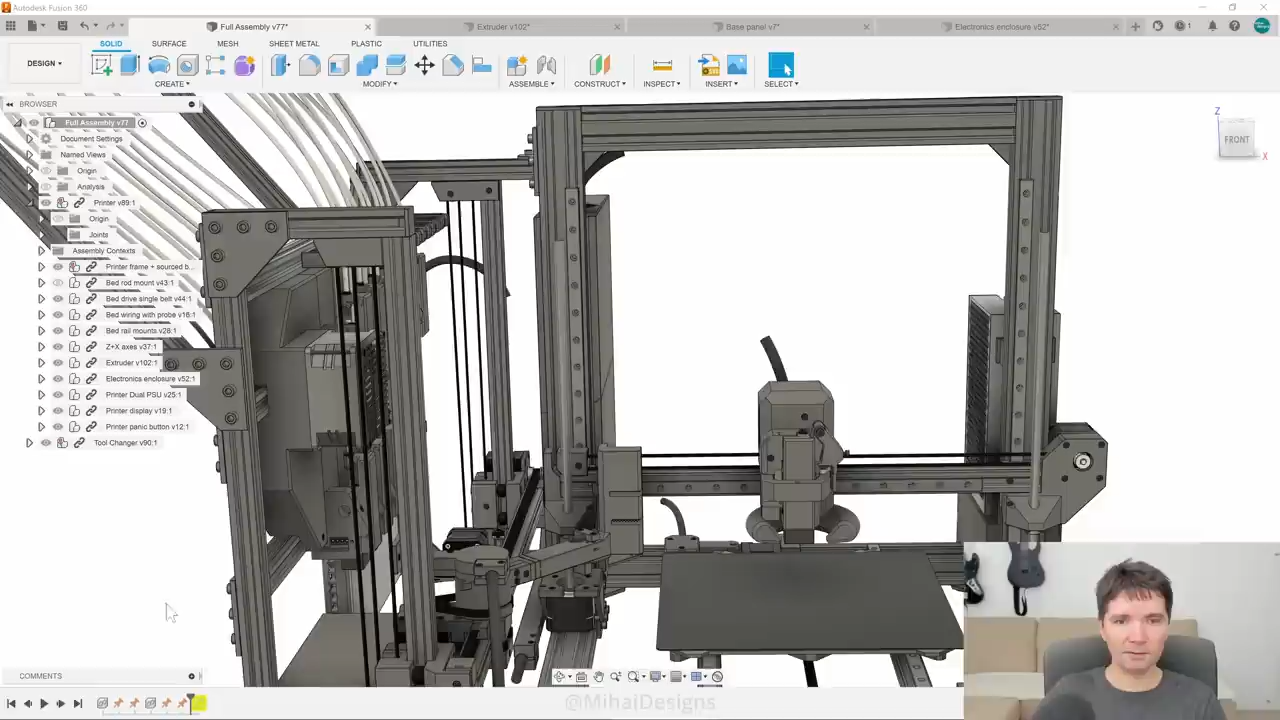 Autodesk Fusion 360
Full Assembly v77*
Extruder v102*
Base panel v7*
Electronics enclosure v52*
1
DESIGN
SOLID
SURFACE
MESH
SHEET METAL
PLASTIC
UTILITIES
CREATE
MODIFY
ASSEMBLE
CONSTRUCT
INSPECT
INSERT
SELECT
BROWSER
Full Assembly v77
Document Settings
Named Views
Origin
Analysis
Printer v89:1
Origin
Joints
Assembly Contexts
Printer frame + sourced b...
Bed rod mount v43:1
Bed drive single belt v44:1
Bed wiring with probe v16:1
Bed rail mounts v28:1
Z+X axes v37:1
Extruder v102:1
Electronics enclosure v52:1
Printer Dual PSU v25:1
Printer display v19:1
Printer panic button v12:1
Tool Changer v90:1
Z
FRONT
X
COMMENTS
@MihaiDesigns